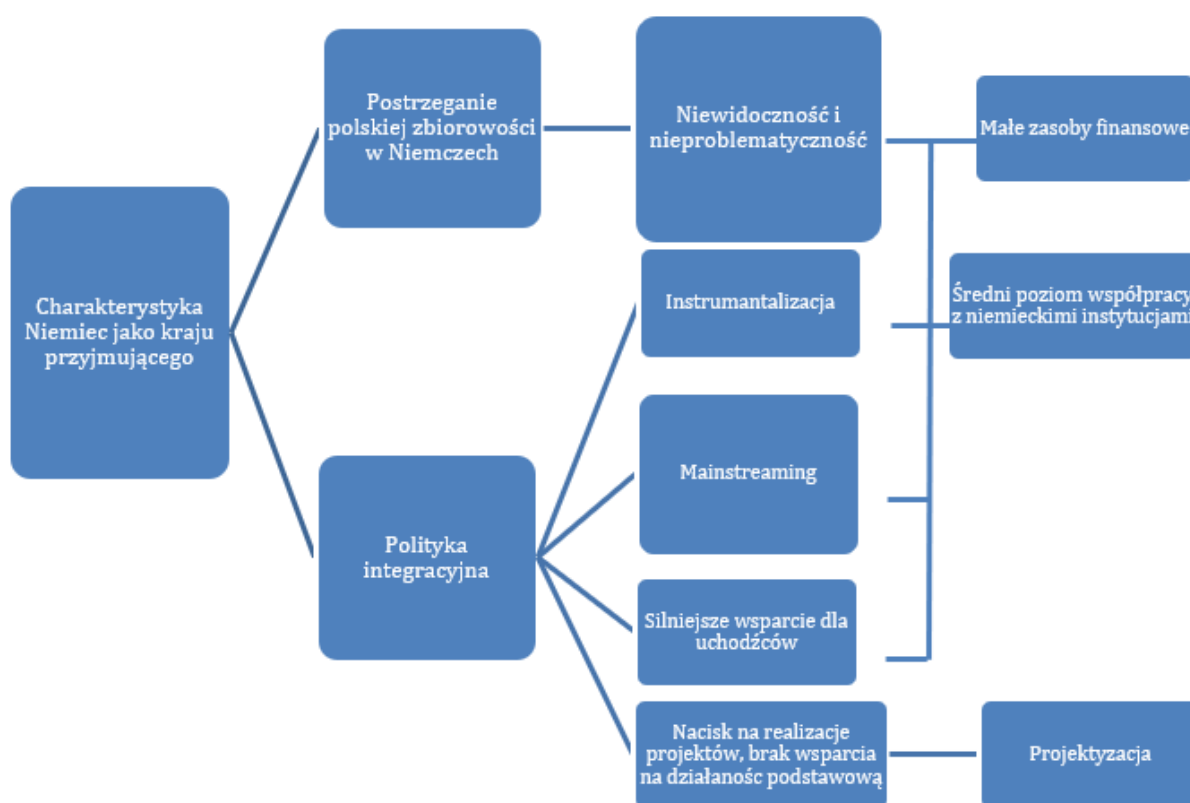 Charakterystyka
Niemiec jako kraju
przyjmującego
Postrzeganie
polskiej zbiorowości
w Niemczech
Niewidoczność i
nieproblematyczność
Małe zasoby finansowe
Średni poziom współpracy
z niemieckimi instytucjami
Polityka
integracyjna
Instrumantalizacja
Mainstreaming
Silniejsze wsparcie dla
uchodźców
Nacisk na realizacje
projektów, brak wsparcia
na działanośc podstawową
Projektyzacja